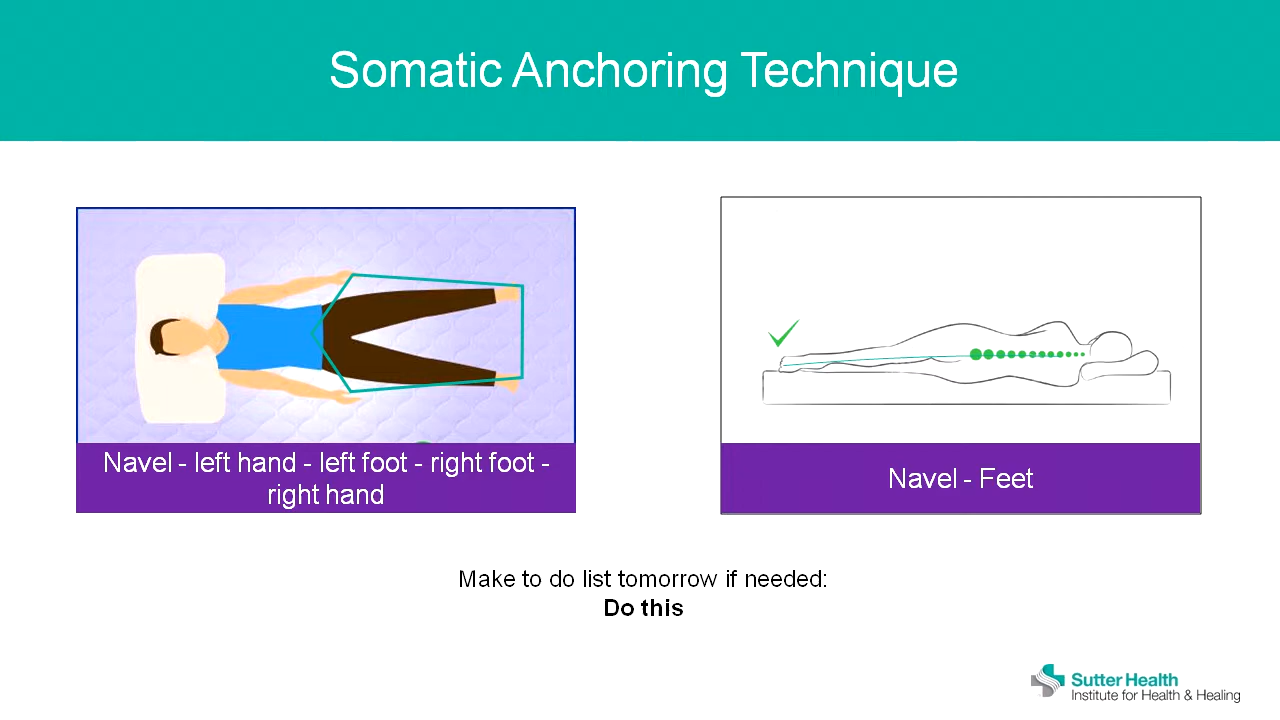 Somatic Anchoring Technique
Navel - left hand - left foot - right foot -
right hand
Navel - Feet
Make to do list tomorrow if needed:
Do this
Sutter Health
Institute for Health & Healing